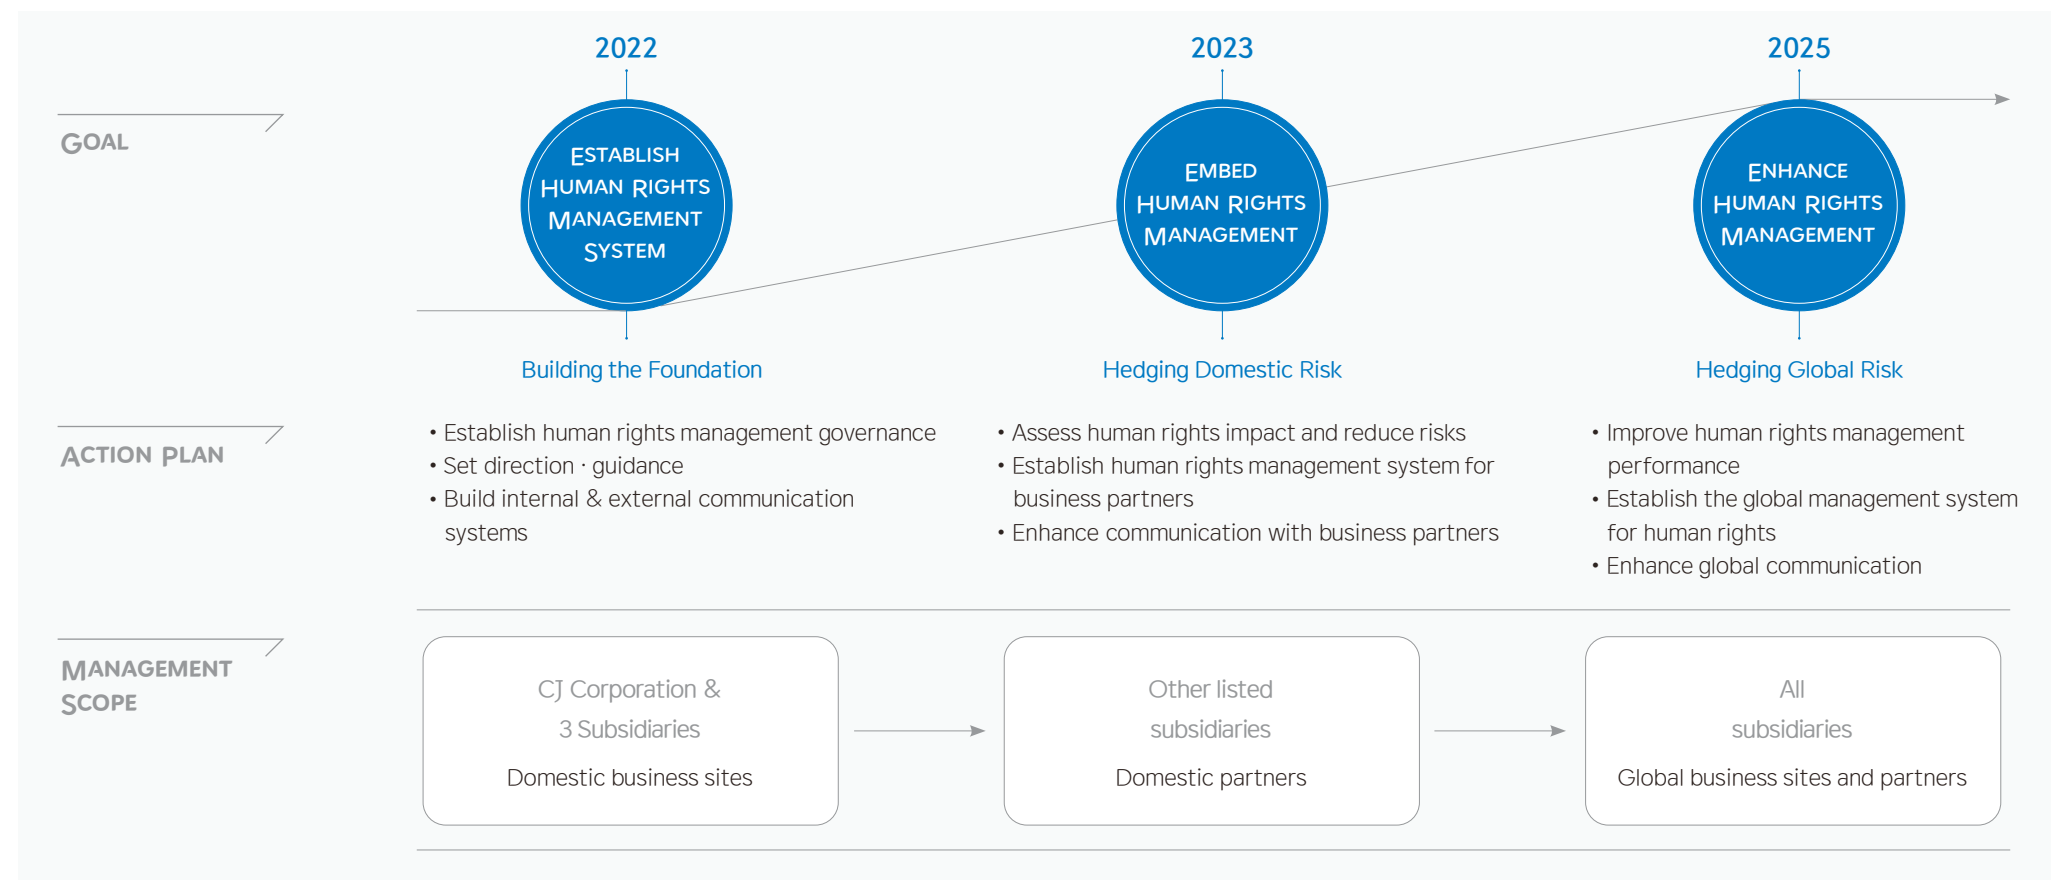 2022
2023
2025
GOAL
ESTABLISH
HUMAN RIGHTS
MANAGEMENT
SYSTEM
EMBED
HUMAN RIGHTS
MANAGEMENT
ENHANCE
HUMAN RIGHTS
MANAGEMENT
Building the Foundation
Hedging Domestic Risk
Hedging Global Risk
ACTION PLAN
• Establish human rights management governance
• Set direction · guidance
• Build internal & external communication
systems
• Assess human rights impact and reduce risks
• Establish human rights management system for
business partners
• Enhance communication with business partners
• Improve human rights management
performance
• Establish the global management system
for human rights
• Enhance global communication
MANAGEMENT
SCOPE
CJ Corporation &
3 Subsidiaries
Domestic business sites
Other listed
subsidiaries
Domestic partners
All
subsidiaries
Global business sites and partners